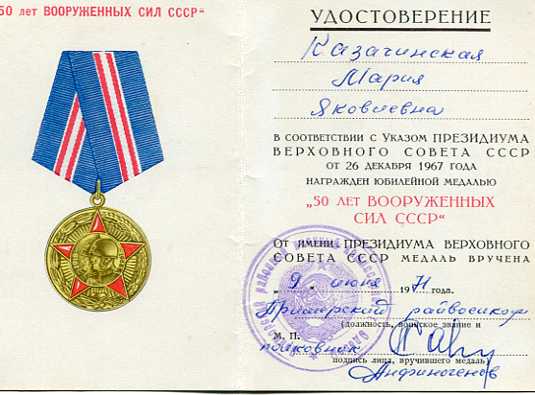 50 лет ВООРУЖЕННЫХ СИЛ СССР"
УДОСТОВЕРЕНИЕ
Казачинская
Мария
Яковлевна
В СООТВЕТСТВИИ С УКАЗОМ ПРЕЗИДИУМА
ВЕРХОВНОГО СОВЕТА СССР
ОТ 26 ДЕКАБРЯ 1967 ГОДА
НАГРАЖДЕН ЮБИЛЕЙНОЙ МЕДАЛЬЮ
„50 ЛЕТ ВООРУЖЕННЫХ
СИЛ СССР“
ОТ ИМЕНИ ПРЕЗИДИУМА ВЕРХОВНОГО
СОВЕТА СССР МЕДАЛЬ ВРУЧЕНА
„9" июня 1971 года.
Приморский райвоенком
(должность, воинское звание и
М. П.
полковник
подпись лица, вручившего медаль)
Анфиногенов